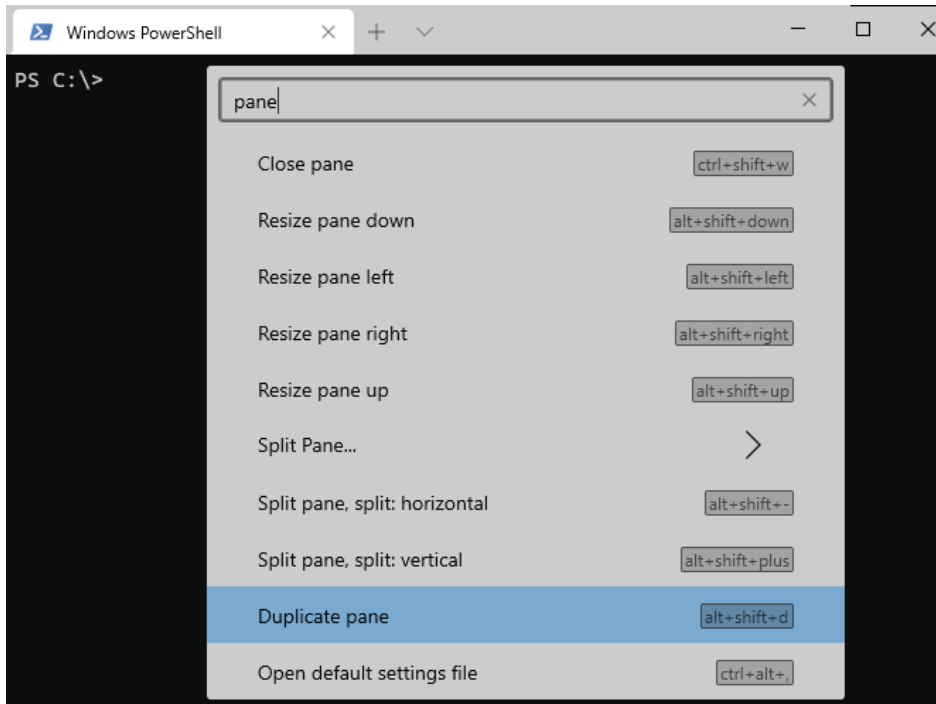 Windows PowerShell
PS C:\>
pane
Close pane ctrl+shift+w
Resize pane down alt+shift+down
Resize pane left alt+shift+left
Resize pane right alt+shift+right
Resize pane up alt+shift+up
Split Pane...
Split pane, split: horizontal alt+shift+-
Split pane, split: vertical alt+shift+plus
Duplicate pane alt+shift+d
Open default settings file ctrl+alt+,